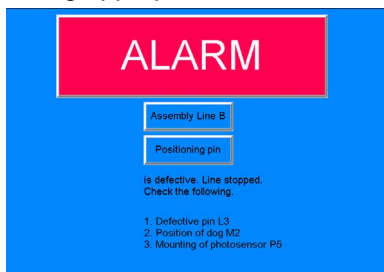 ALARM
Assembly Line B
Positioning pin
is defective. Line stopped.
Check the following.
1. Defective pin L3
2. Position of dog M2
3. Mounting of photosensor P5